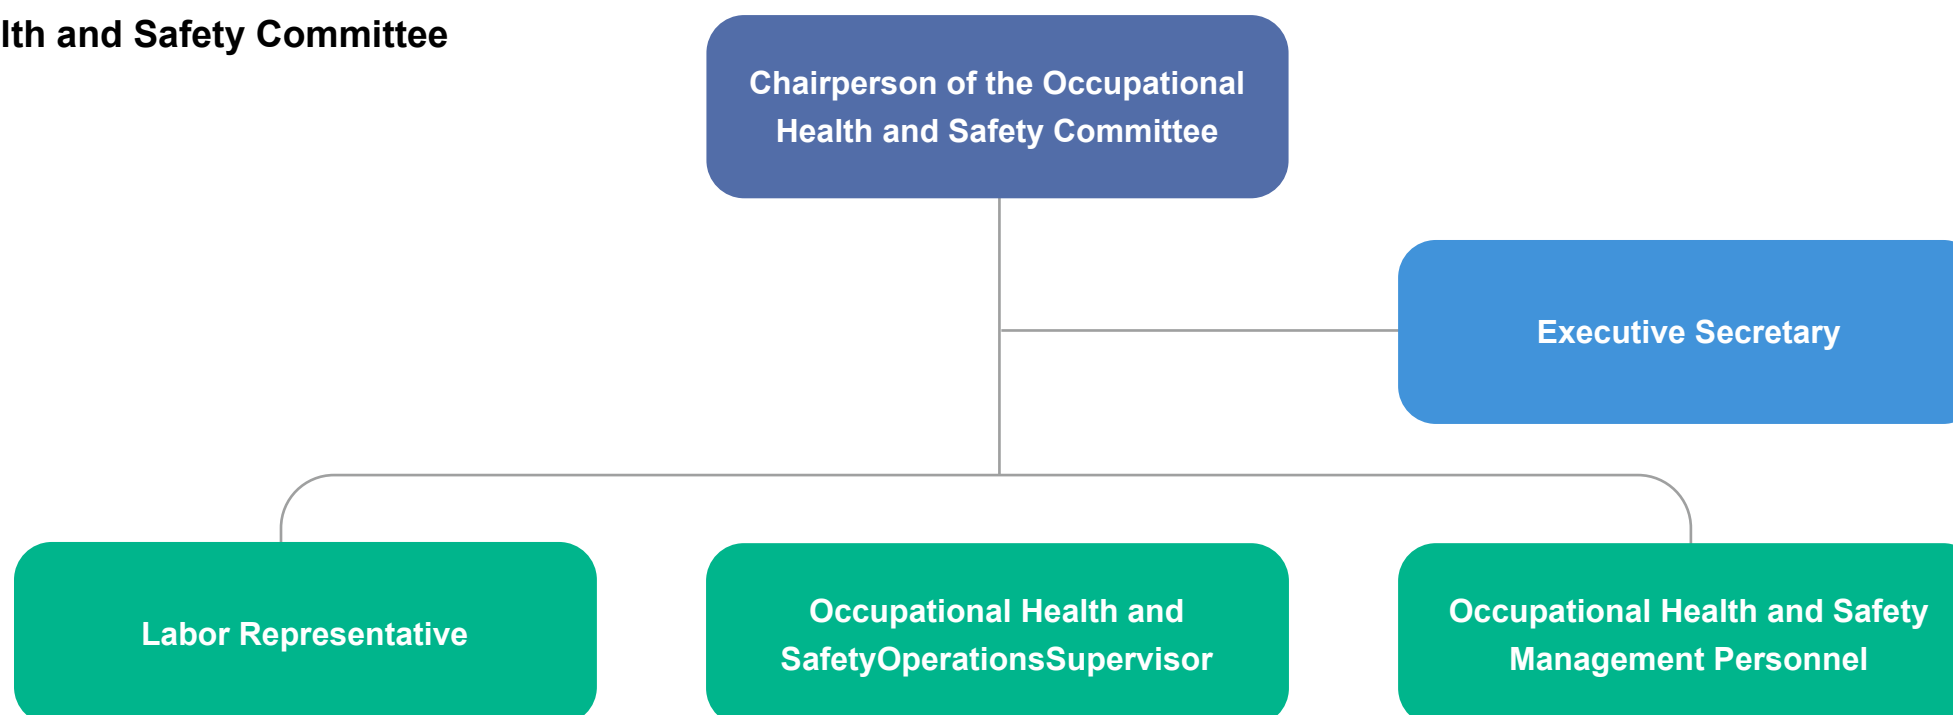 lth and Safety Committee
Chairperson of the Occupational
Health and Safety Committee
Executive Secretary
Labor Representative
Occupational Health and
SafetyOperationsSupervisor
Occupational Health and Safety
Management Personnel